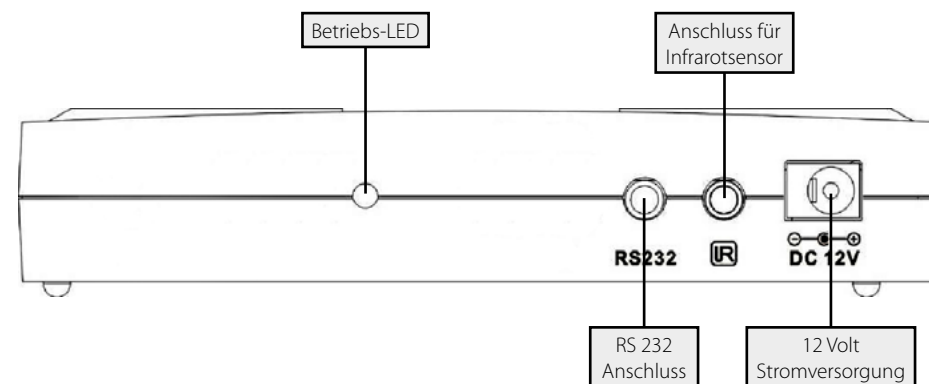 Betriebs-LED
Anschluss für
Infrarotsensor
RS232
IR
DC 12V
RS 232
Anschluss
12 Volt
Stromversorgung